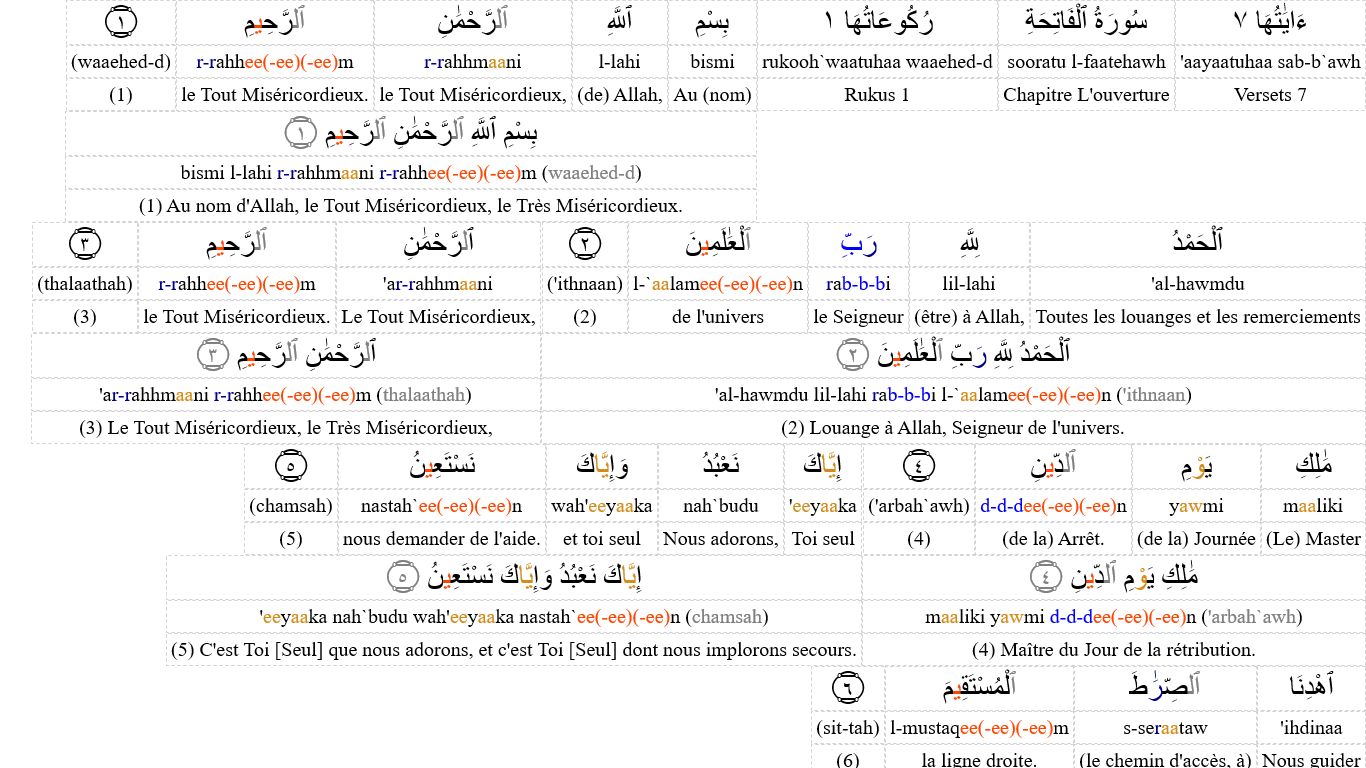 ءَايَٰتُهَا ٧ سُورَةُ ٱلْفَاتِحَةِ رُكُوعَاتُهَا ١ بِسْمِ ٱللَّهِ ٱلرَّحْمَٰنِ ٱلرَّحِيمِ ١
'aayaatuhaa sab-b`awh sooratu l-faatehawh rukooh`waatuhaa waaehed-d bismi l-lahi r-rahhmaani r-rahhee(-ee)(-ee)m (waaehed-d)
Versets 7 Chapitre L'ouverture Rukus 1 Au (nom) (de) Allah, le Tout Miséricordieux, le Tout Miséricordieux. (1)
بِسْمِ ٱللَّهِ ٱلرَّحْمَٰنِ ٱلرَّحِيمِ ١
bismi l-lahi r-rahhmaani r-rahhee(-ee)(-ee)m (waaehed-d)
(1) Au nom d'Allah, le Tout Miséricordieux, le Très Miséricordieux.
ٱلْحَمْدُ لِلَّهِ رَبِّ ٱلْعَٰلَمِينَ ٢ ٱلرَّحْمَٰنِ ٱلرَّحِيمِ ٣
'al-hawmdu lil-lahi rab-b-bi l-`aalamee(-ee)(-ee)n ('ithnaan) 'ar-rahhmaani r-rahhee(-ee)(-ee)m (thalaathah)
Toutes les louanges et les remerciements (être) à Allah, le Seigneur de l'univers (2) Le Tout Miséricordieux, le Tout Miséricordieux. (3)
ٱلْحَمْدُ لِلَّهِ رَبِّ ٱلْعَٰلَمِينَ ٢ ٱلرَّحْمَٰنِ ٱلرَّحِيمِ ٣
'al-hawmdu lil-lahi rab-b-bi l-`aalamee(-ee)(-ee)n ('ithnaan) 'ar-rahhmaani r-rahhee(-ee)(-ee)m (thalaathah)
(2) Louange à Allah, Seigneur de l'univers. (3) Le Tout Miséricordieux, le Très Miséricordieux,
مَٰلِكِ يَوْمِ ٱلدِّينِ ٤ إِيَّاكَ نَعْبُدُ وَإِيَّاكَ نَسْتَعِينُ ٥
maaliki yawmi d-d-dee(-ee)(-ee)n ('arbah`awh) 'eeyaaka nah`budu wah'eeyaaka nastah`ee(-ee)(-ee)n (chamsah)
(Le) Master (de la) Journée (de la) Arrêt. (4) Toi seul Nous adorons, et toi seul nous demander de l'aide. (5)
مَٰلِكِ يَوْمِ ٱلدِّينِ ٤ إِيَّاكَ نَعْبُدُ وَإِيَّاكَ نَسْتَعِينُ ٥
maaliki yawmi d-d-dee(-ee)(-ee)n ('arbah`awh) 'eeyaaka nah`budu wah'eeyaaka nastah`ee(-ee)(-ee)n (chamsah)
(4) Maître du Jour de la rétribution. (5) C'est Toi [Seul] que nous adorons, et c'est Toi [Seul] dont nous implorons secours.
ٱهْدِنَا ٱلصِّرَٰطَ ٱلْمُسْتَقِيمَ ٦
'ihdinaa s-seraataw l-mustaqee(-ee)(-ee)m (sit-tah)
Nous guider (le chemin d'accès, à) la ligne droite. (6)